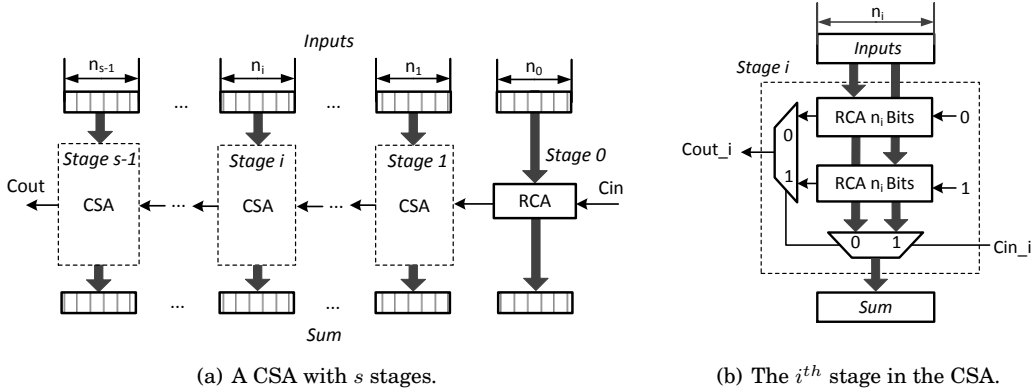 Inputs
n_{s-1} n_i n_1 n_0
... ...
Stage s-1 Stage i Stage 1 Stage 0
Cout CSA ... CSA ... CSA RCA Cin
... ...
Sum
(a) A CSA with s stages.
n_i
Inputs
Stage i
RCA n_i Bits 0
0
Cout_i
1
RCA n_i Bits 1
0 1
Cin_i
Sum
(b) The i^{th} stage in the CSA.